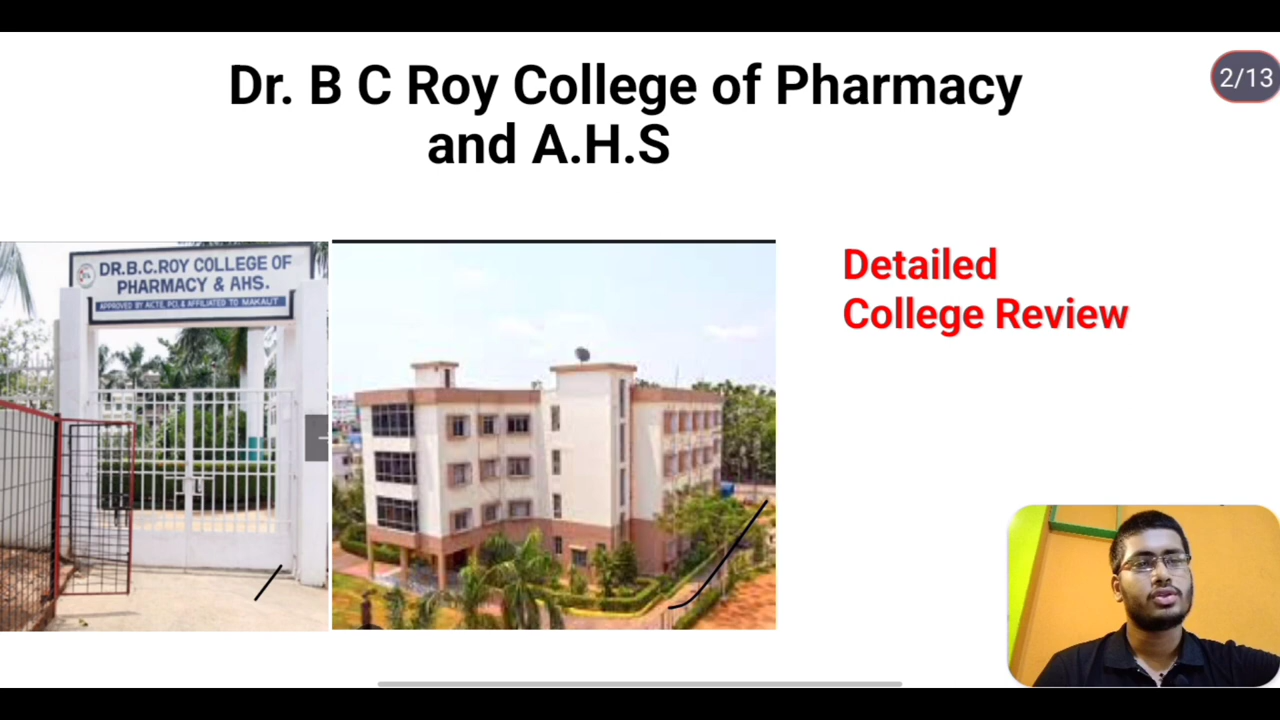 Dr. B C Roy College of Pharmacy
and A.H.S
2/13
DR.B.C.ROY COLLEGE OF
PHARMACY & AHS.
APPROVED BY AICTE, PCI, & AFFILIATED TO MAKAUT
Detailed
College Review